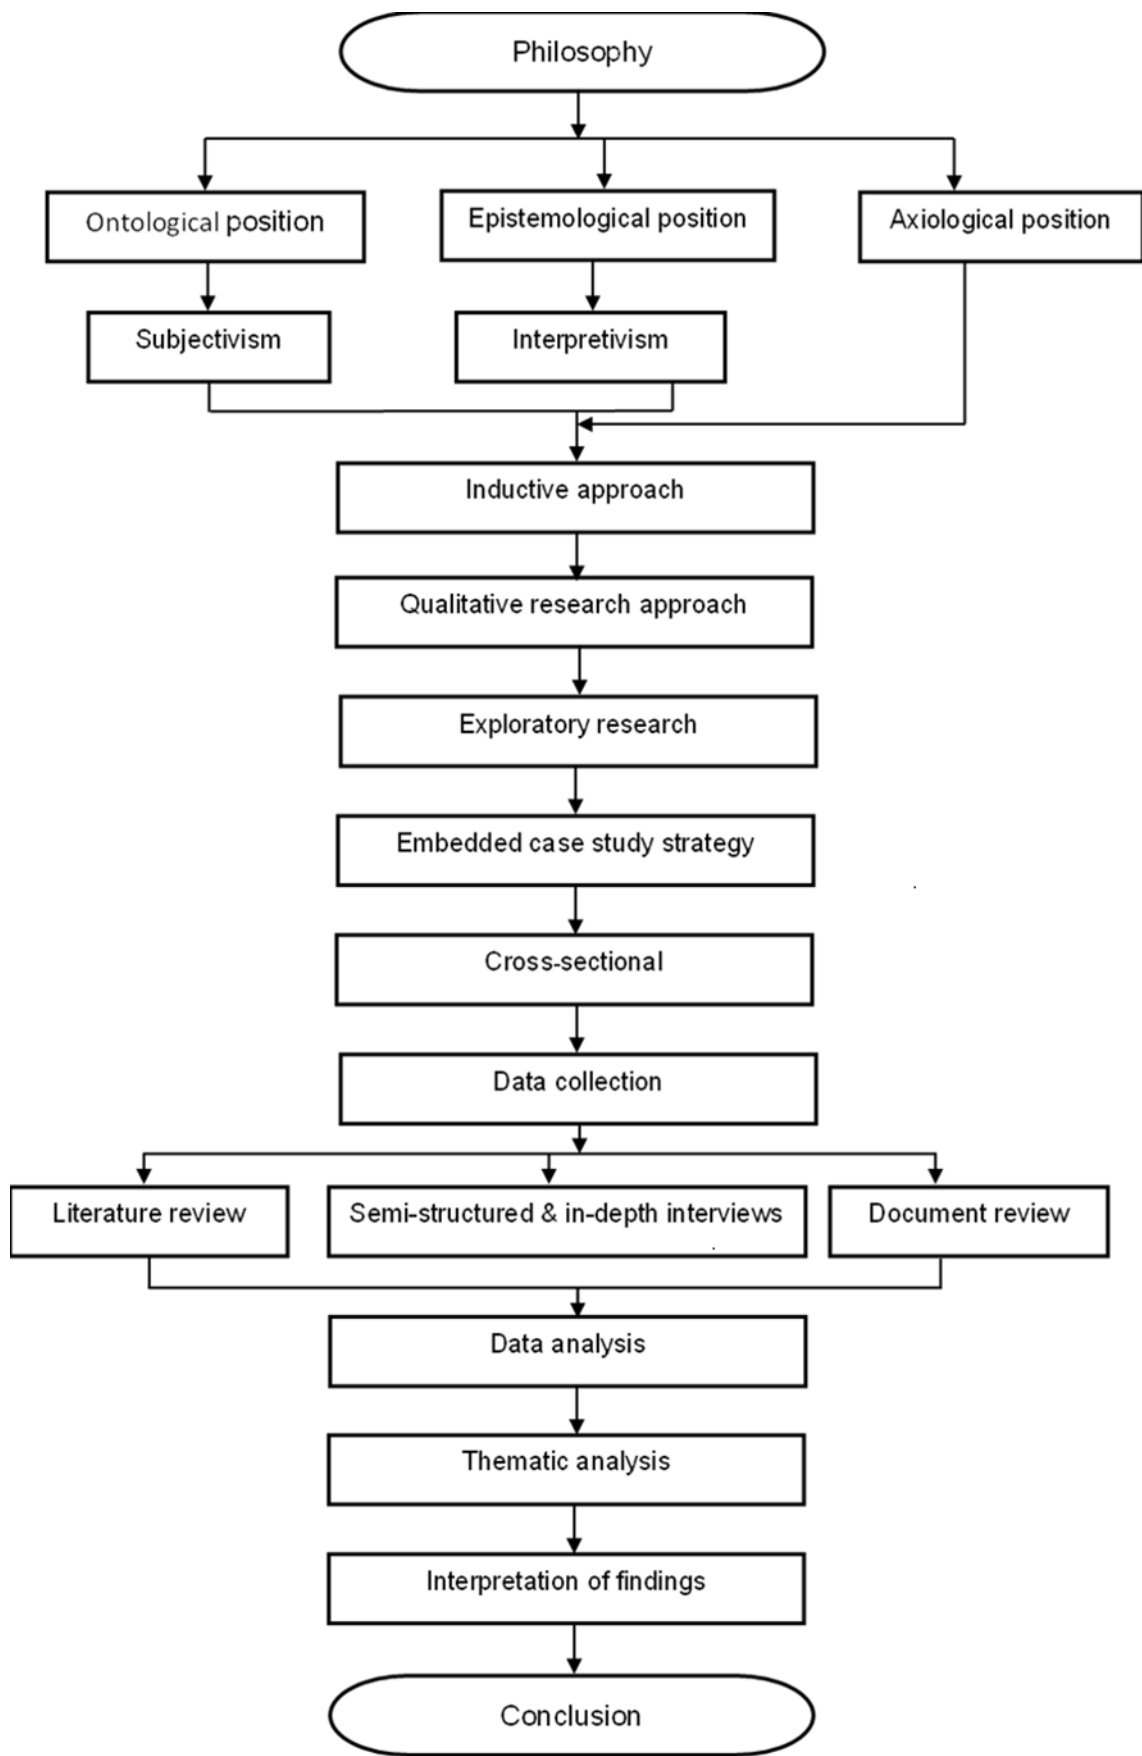 Philosophy
Ontological position
Epistemological position
Axiological position
Subjectivism
Interpretivism
Inductive approach
Qualitative research approach
Exploratory research
Embedded case study strategy
Cross-sectional
Data collection
Literature review
Semi-structured & in-depth interviews
Document review
Data analysis
Thematic analysis
Interpretation of findings
Conclusion